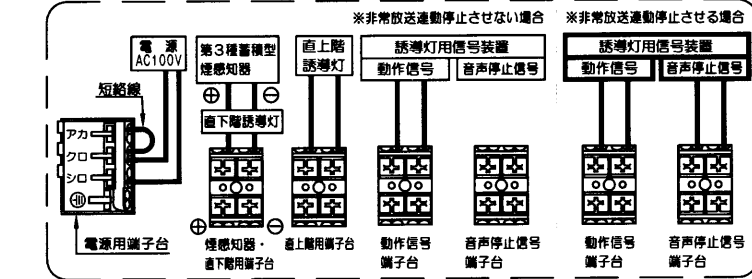 ※非常放送連動停止させない場合
※非常放送連動停止させる場合
電 源
AC100V
第3種蓄積型
煙感知器
直上階
誘導灯
誘導灯用信号装置
動作信号
音声停止信号
誘導灯用信号装置
動作信号
音声停止信号
短絡線
⊕
⊖
直下階誘導灯
アカ
クロ
シロ
⊕
⊖
電源用端子台
煙感知器・
直下階用端子台
直上階用端子台
動作信号
端子台
音声停止信号
端子台
動作信号
端子台
音声停止信号
端子台